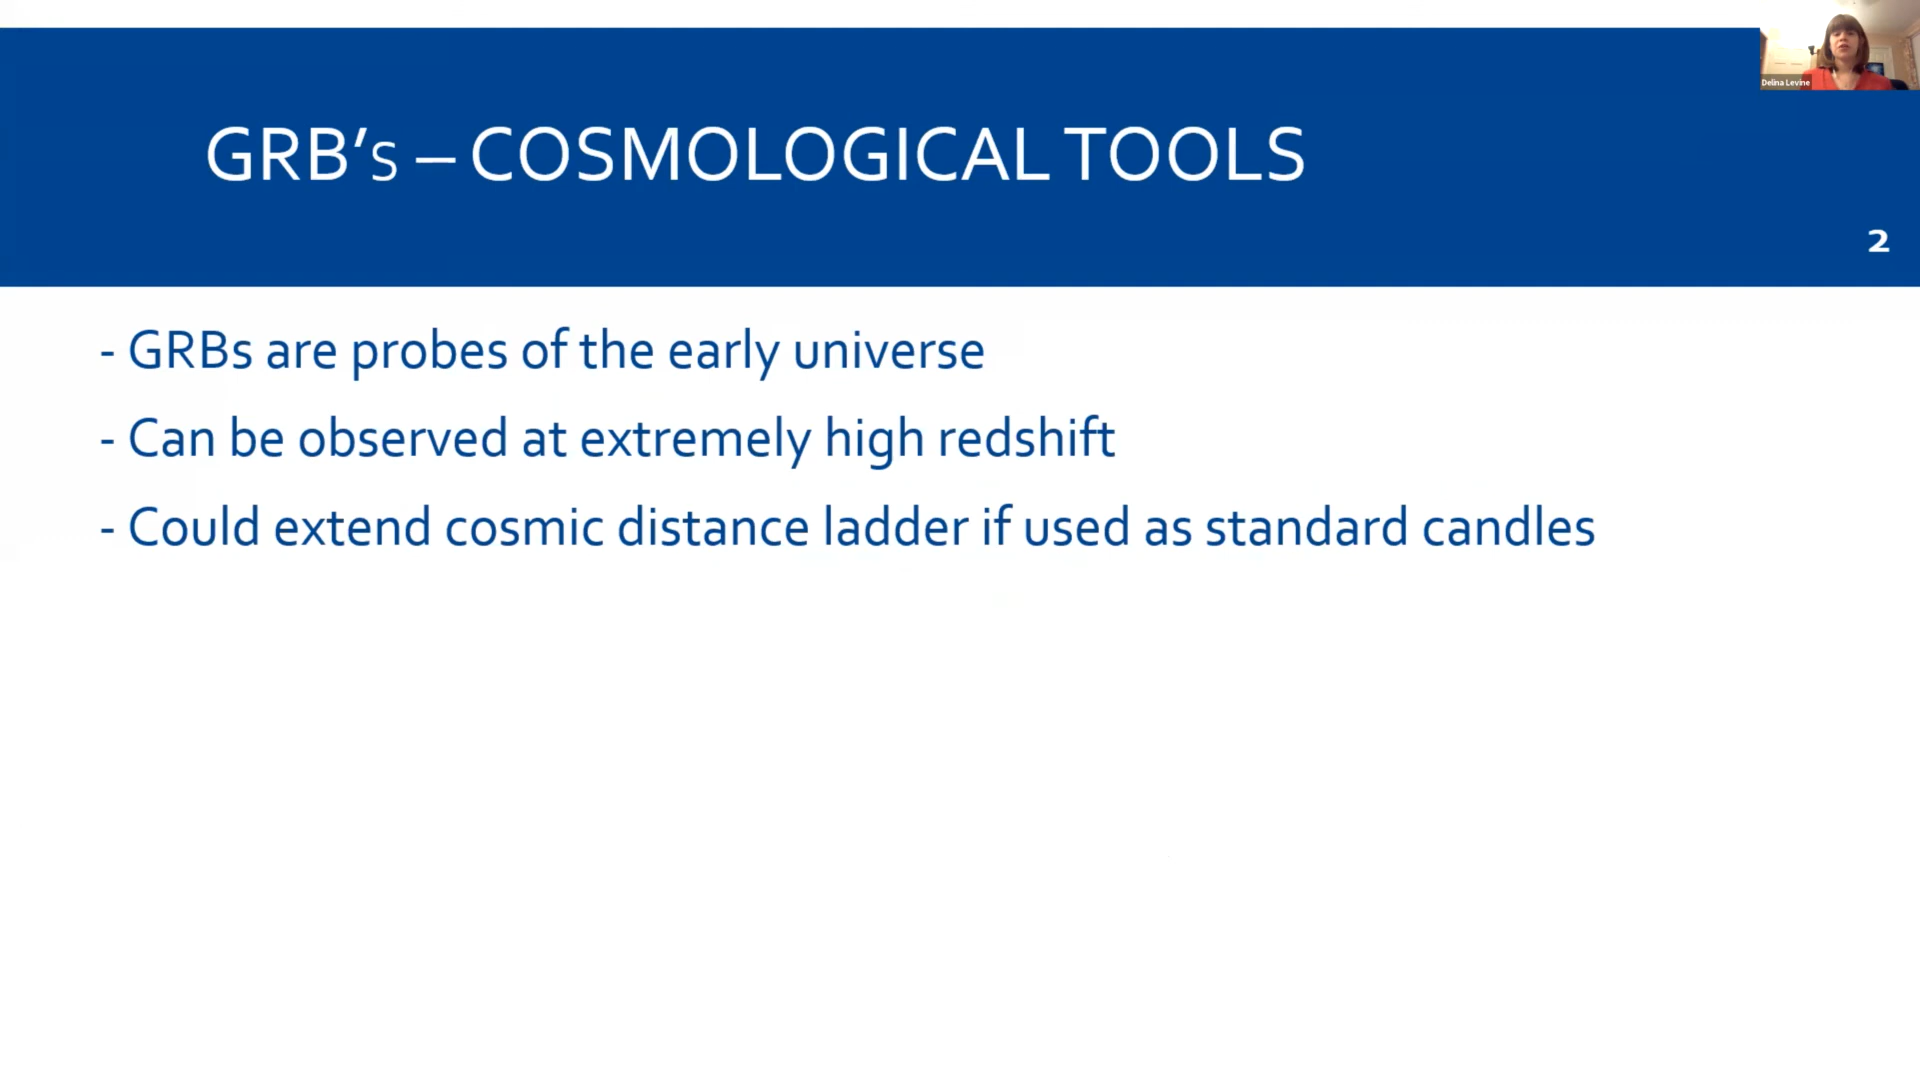 Delina Levine
GRB's – COSMOLOGICAL TOOLS
2
- GRBs are probes of the early universe
- Can be observed at extremely high redshift
- Could extend cosmic distance ladder if used as standard candles